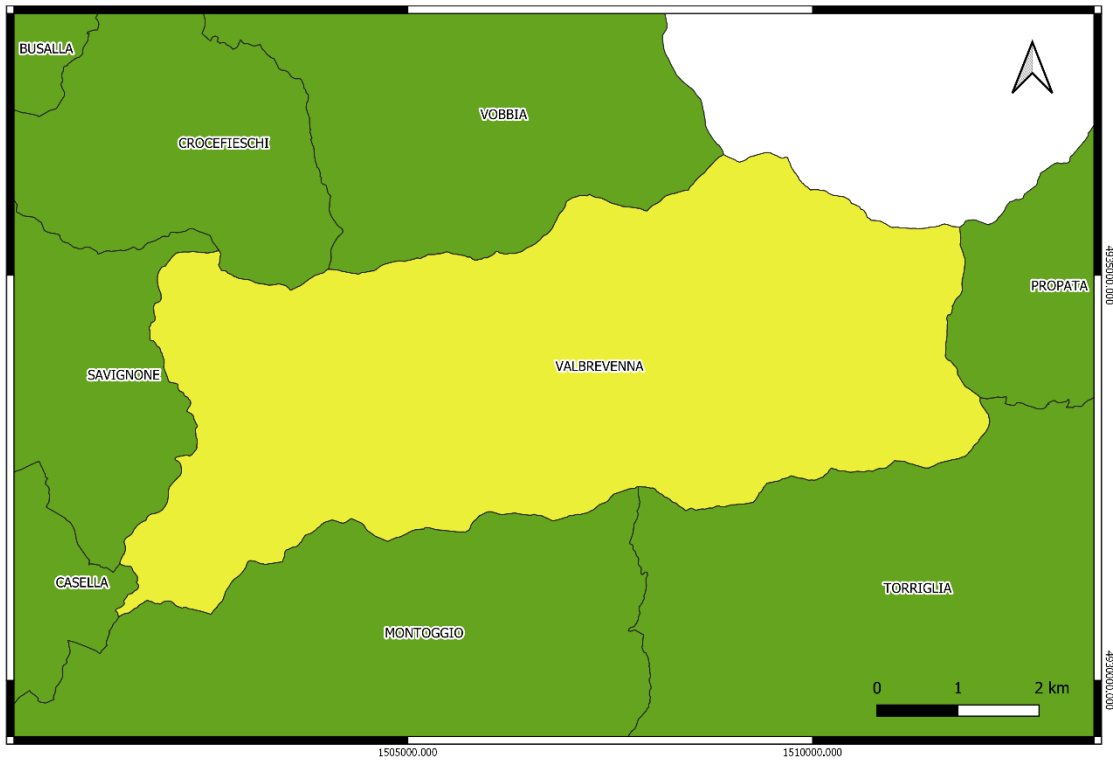 BUSALLA
VOBBIA
CROCEFIESCHI
4935000.000
PROPATA
VALBREVENNA
SAVIGNONE
CASELLA
TORRIGLIA
MONTOGGIO
4930000.000
0 1 2 km
1505000.000 1510000.000